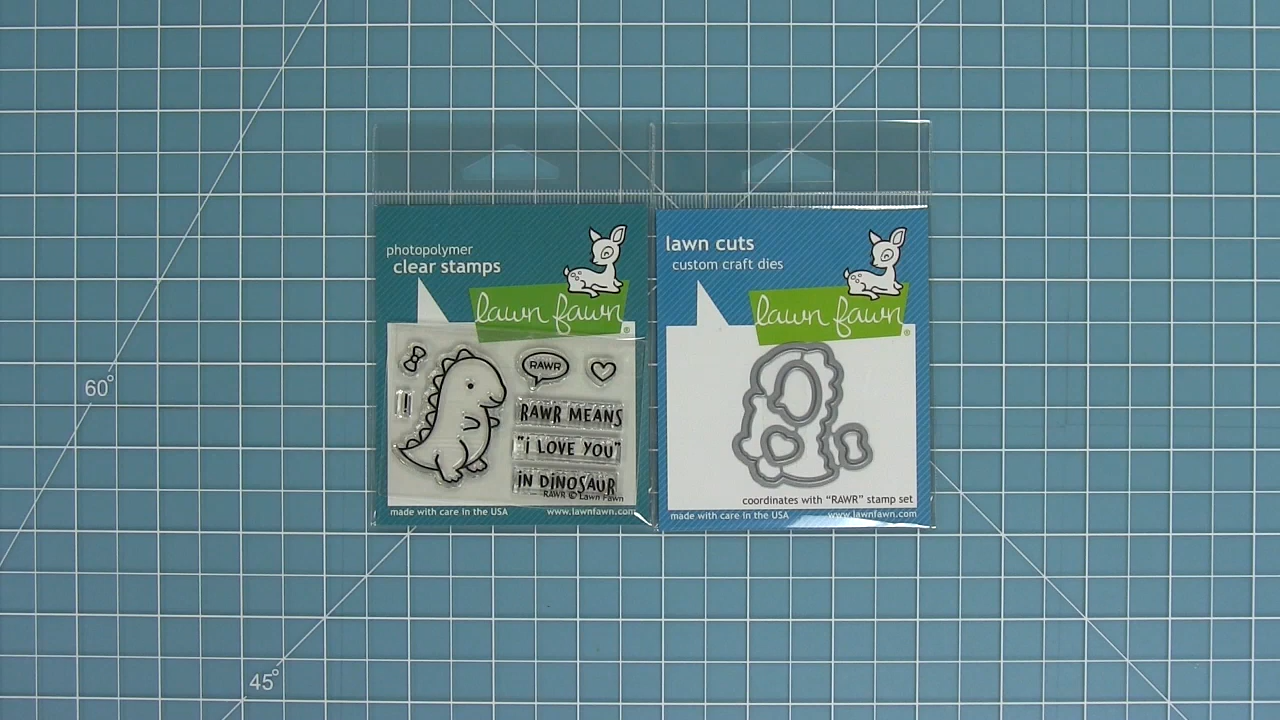 photopolymer
clear stamps
lawn fawn®
!
RAWR
RAWR MEANS
"i LOVE YOU"
iN DiNOSAUR
RAWR © Lawn Fawn
made with care in the USA
www.lawnfawn.com
lawn cuts
custom craft dies
lawn fawn®
coordinates with “RAWR” stamp set
made with care in the USA
www.lawnfawn.com
60°
45°